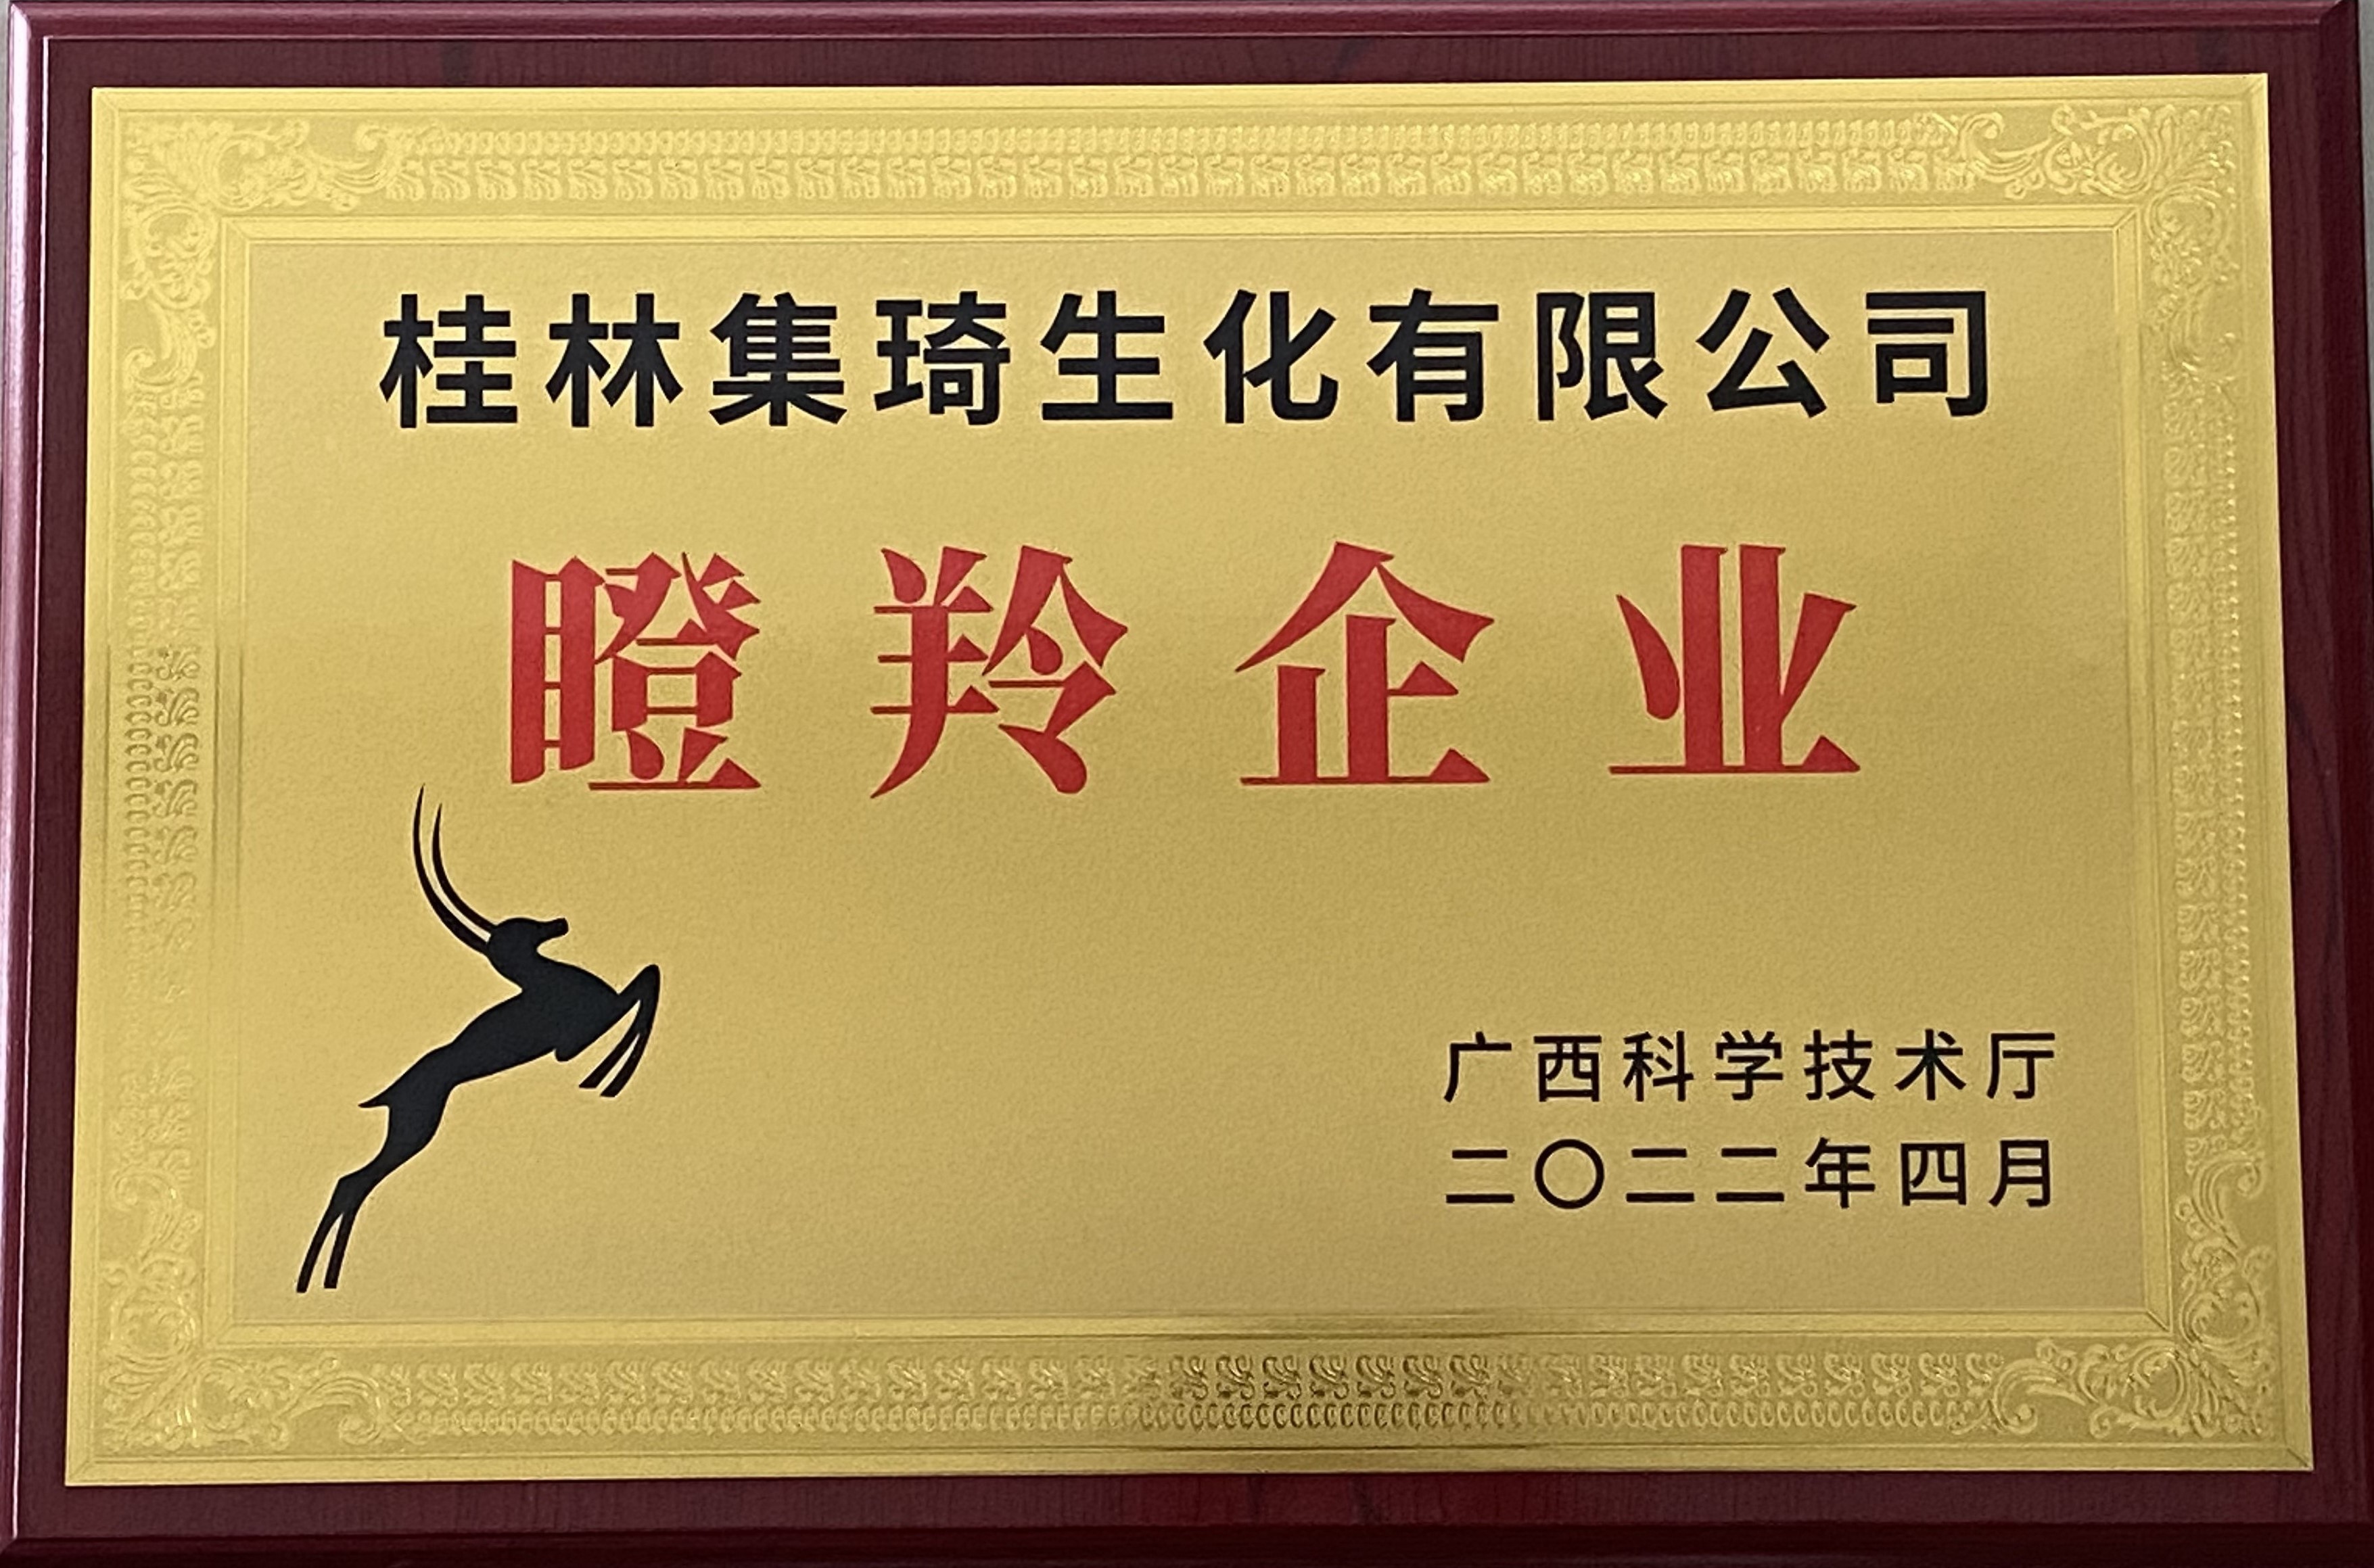 桂林集琦生化有限公司
瞪羚企业
广西科学技术厅
二〇二二年四月